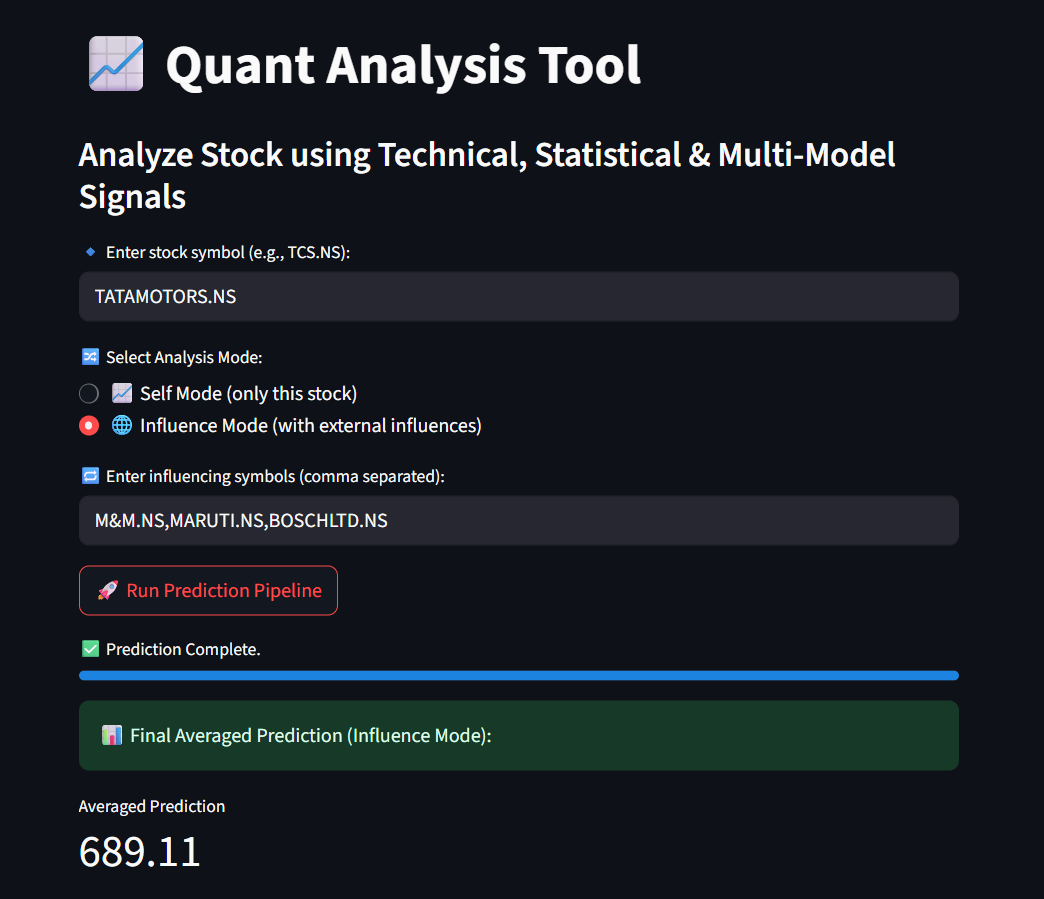 Quant Analysis Tool
Analyze Stock using Technical, Statistical & Multi-Model
Signals
Enter stock symbol (e.g., TCS.NS):
TATAMOTORS.NS
Select Analysis Mode:
Self Mode (only this stock)
Influence Mode (with external influences)
Enter influencing symbols (comma separated):
M&M.NS,MARUTI.NS,BOSCHLTD.NS
Run Prediction Pipeline
Prediction Complete.
Final Averaged Prediction (Influence Mode):
Averaged Prediction
689.11